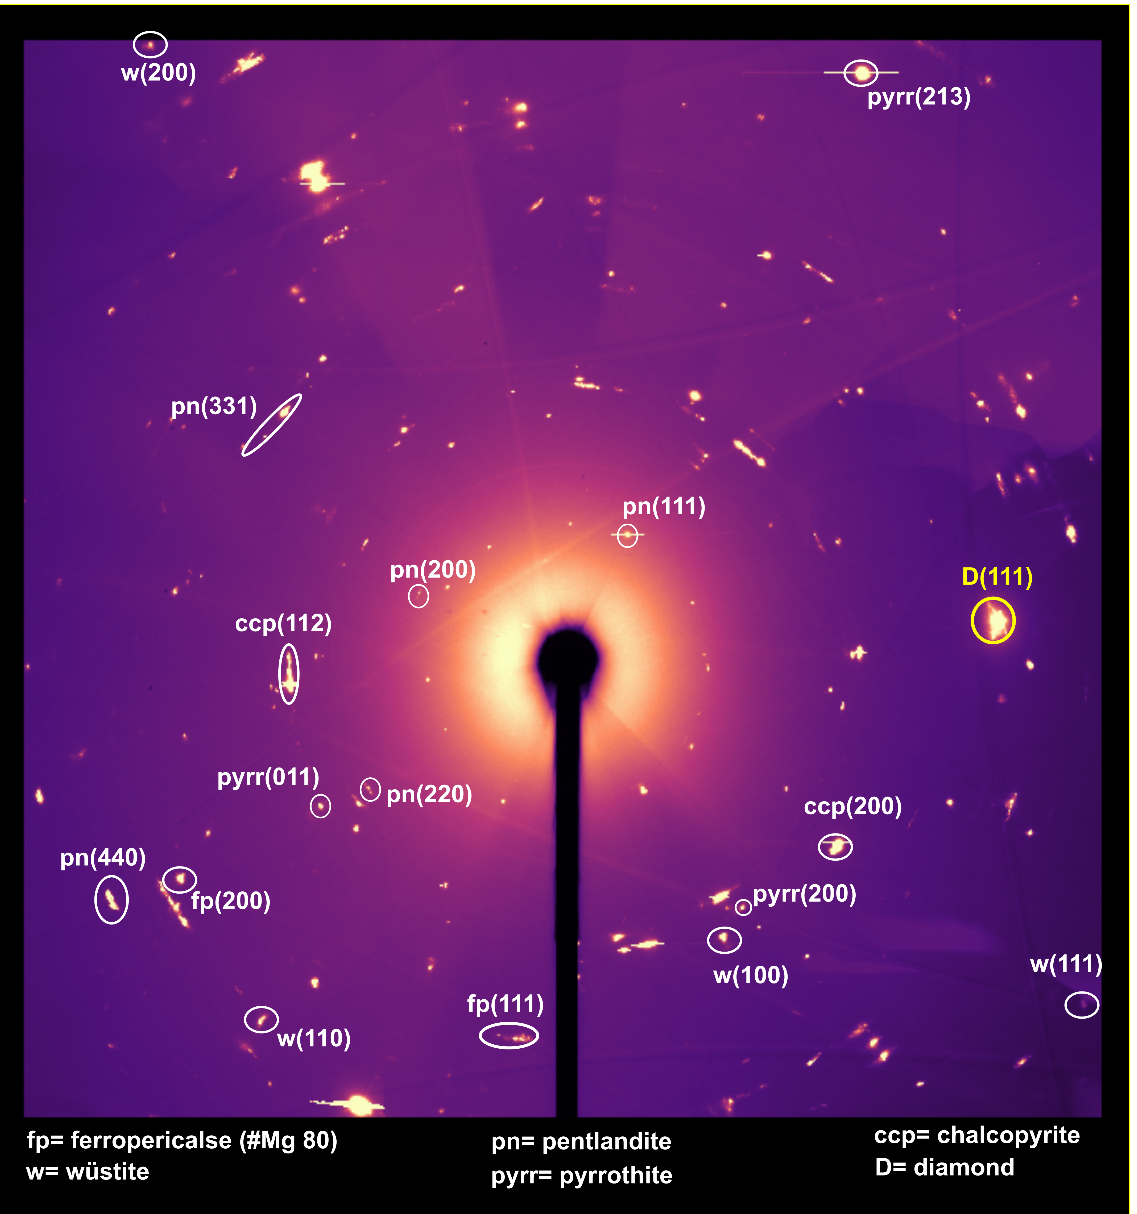 w(200)
pyrr(213)
pn(331)
pn(111)
pn(200)
D(111)
ccp(112)
pyrr(011)
pn(220)
ccp(200)
pn(440)
fp(200)
pyrr(200)
w(100)
w(111)
fp(111)
w(110)
fp= ferropericalse (#Mg 80)
w= wüstite
pn= pentlandite
pyrr= pyrrothite
ccp= chalcopyrite
D= diamond